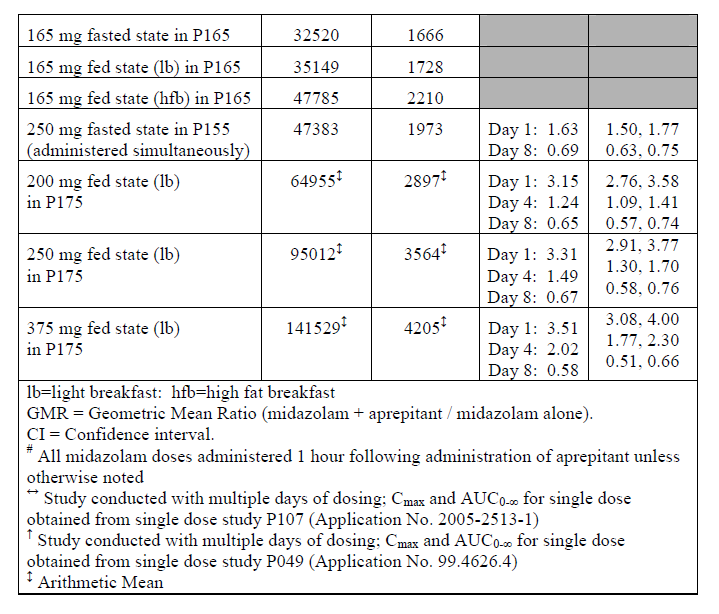 165 mg fasted state in P165 32520 1666
165 mg fed state (lb) in P165 35149 1728
165 mg fed state (hfb) in P165 47785 2210
250 mg fasted state in P155 47383 1973 Day 1: 1.63 1.50, 1.77
(administered simultaneously) Day 8: 0.69 0.63, 0.75
200 mg fed state (lb) 64955↕ 2897↕ Day 1: 3.15 2.76, 3.58
in P175 Day 4: 1.24 1.09, 1.41
Day 8: 0.65 0.57, 0.74
250 mg fed state (lb) 95012↕ 3564↕ Day 1: 3.31 2.91, 3.77
in P175 Day 4: 1.49 1.30, 1.70
Day 8: 0.67 0.58, 0.76
375 mg fed state (lb) 141529↕ 4205↕ Day 1: 3.51 3.08, 4.00
in P175 Day 4: 2.02 1.77, 2.30
Day 8: 0.58 0.51, 0.66
lb=light breakfast: hfb=high fat breakfast
GMR = Geometric Mean Ratio (midazolam + aprepitant / midazolam alone).
CI = Confidence interval.
# All midazolam doses administered 1 hour following administration of aprepitant unless
otherwise noted
↔ Study conducted with multiple days of dosing; Cmax and AUC0-∞ for single dose
obtained from single dose study P107 (Application No. 2005-2513-1)
↑ Study conducted with multiple days of dosing; Cmax and AUC0-∞ for single dose
obtained from single dose study P049 (Application No. 99.4626.4)
↕ Arithmetic Mean